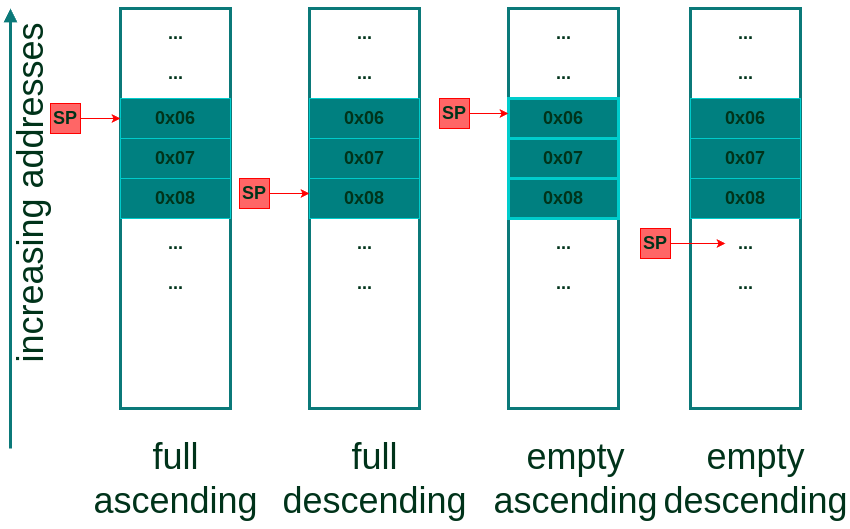 increasing addresses
...
...
SP
0x06
0x07
0x08
...
...
full
ascending
...
...
0x06
0x07
SP
0x08
...
...
full
descending
...
...
SP
0x06
0x07
0x08
...
...
empty
ascending
...
...
0x06
0x07
0x08
SP
...
...
empty
descending